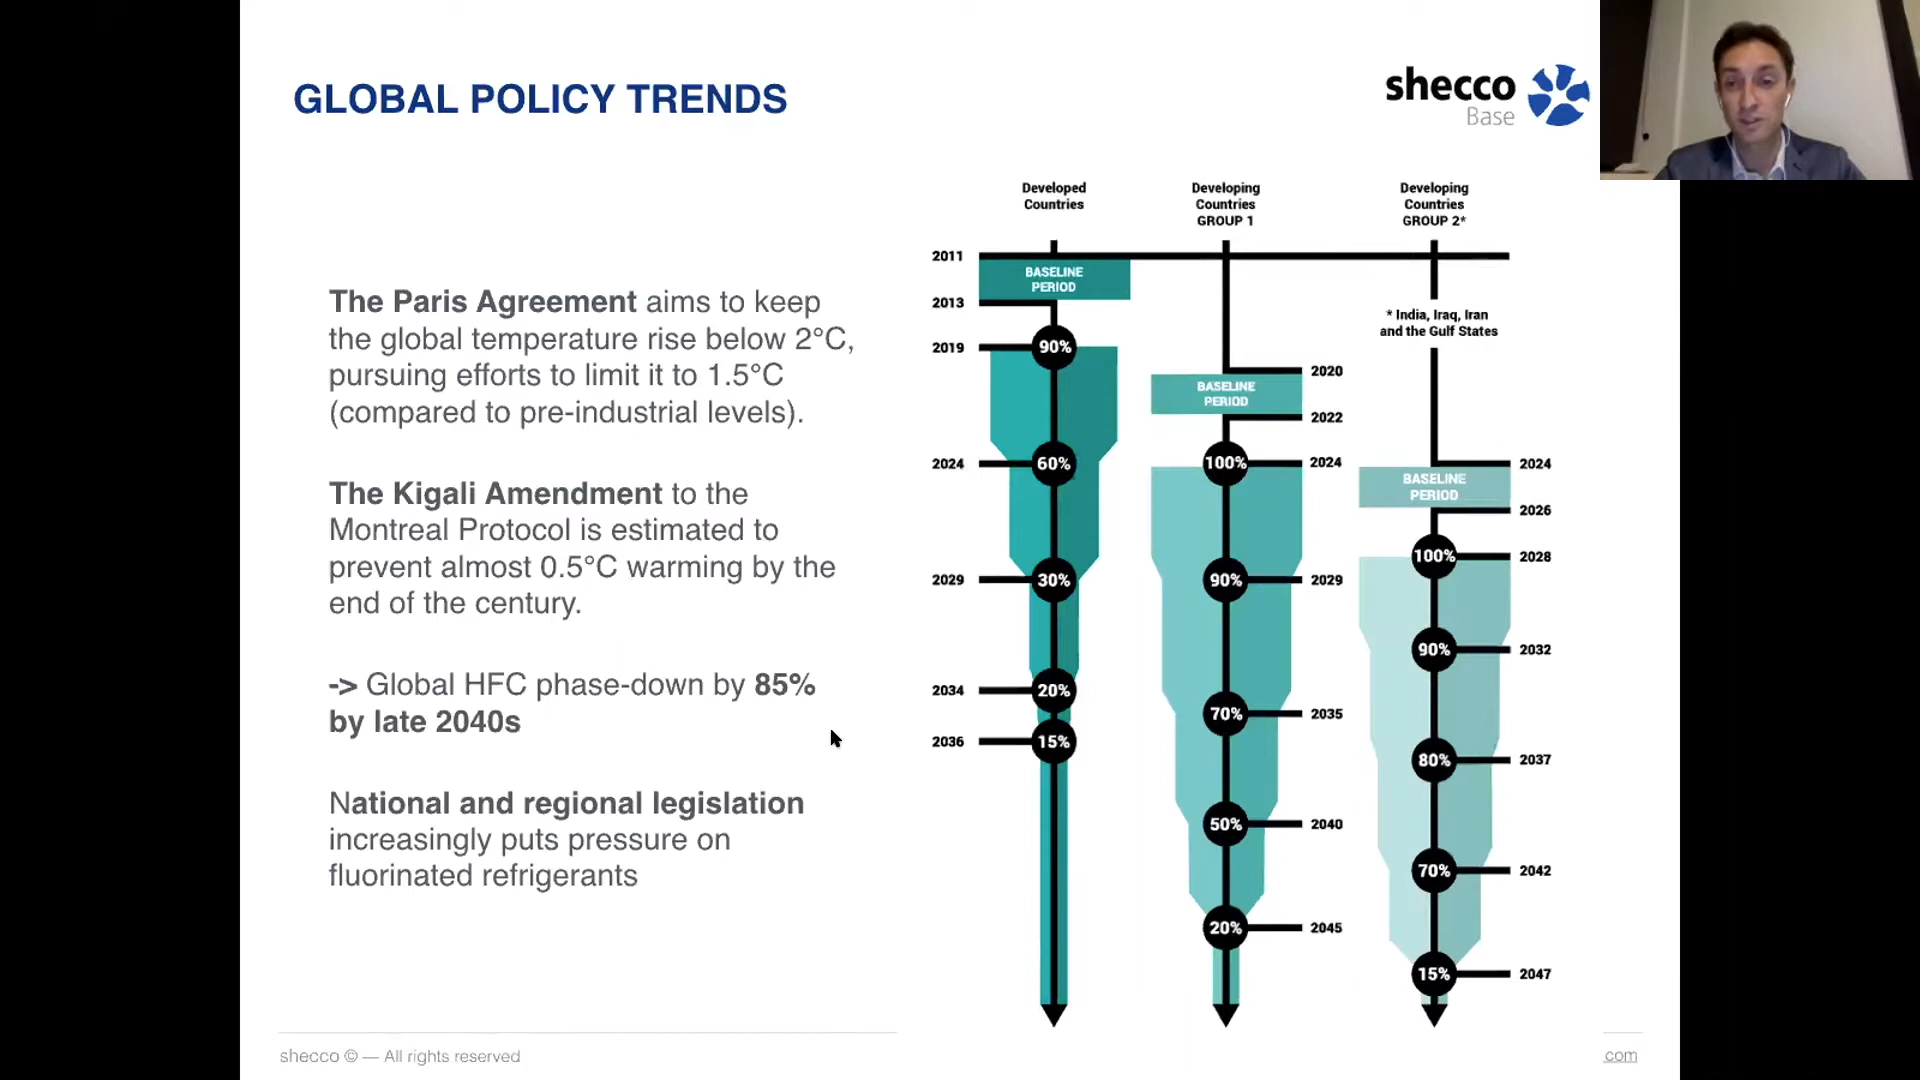 GLOBAL POLICY TRENDS
shecco
Base
The Paris Agreement aims to keep
the global temperature rise below 2°C,
pursuing efforts to limit it to 1.5°C
(compared to pre-industrial levels).
The Kigali Amendment to the
Montreal Protocol is estimated to
prevent almost 0.5°C warming by the
end of the century.
-> Global HFC phase-down by 85%
by late 2040s
National and regional legislation
increasingly puts pressure on
fluorinated refrigerants
Developed
Countries
2011
BASELINE
PERIOD
2013
2019
90%
2024
60%
2029
30%
2034
20%
2036
15%
Developing
Countries
GROUP 1
2020
BASELINE
PERIOD
2022
100%
2024
90%
2029
70%
2035
50%
2040
20%
2045
Developing
Countries
GROUP 2*
* India, Iraq, Iran
and the Gulf States
2024
BASELINE
PERIOD
2026
100%
2028
90%
2032
80%
2037
70%
2042
15%
2047
shecco © — All rights reserved
com